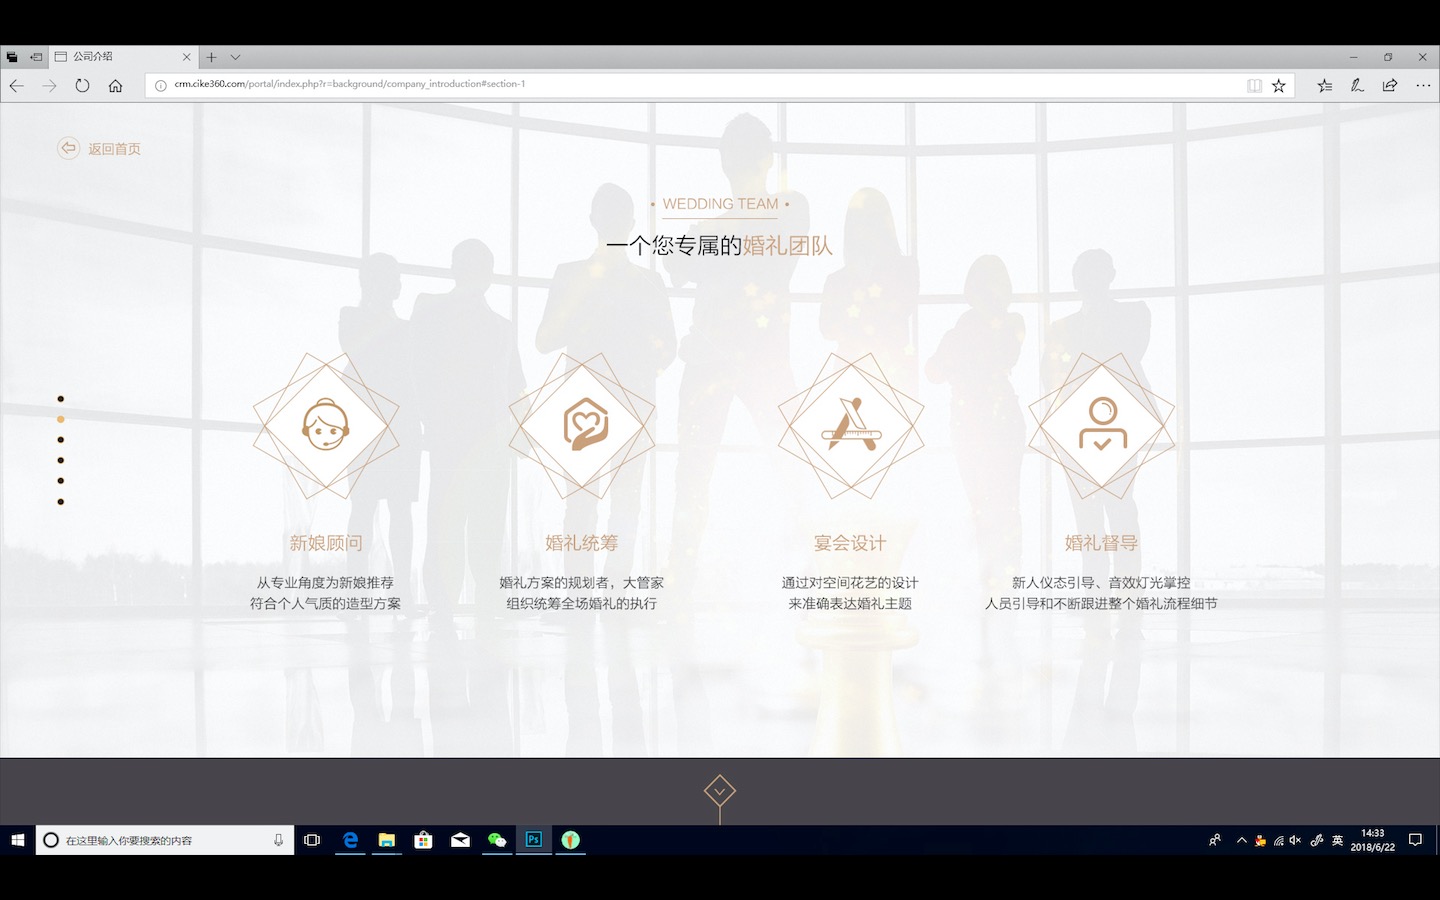 公司介绍
crm.cike360.com/portal/index.php?r=background/company_introduction#section-1
返回首页
• WEDDING TEAM •
一个您专属的婚礼团队
新娘顾问
从专业角度为新娘推荐
符合个人气质的造型方案
婚礼统筹
婚礼方案的规划者，大管家
组织统筹全场婚礼的执行
宴会设计
通过对空间花艺的设计
来准确表达婚礼主题
婚礼督导
新人仪态引导、音效灯光掌控
人员引导和不断跟进整个婚礼流程细节
在这里输入你要搜索的内容
Ps
英
14:33
2018/6/22